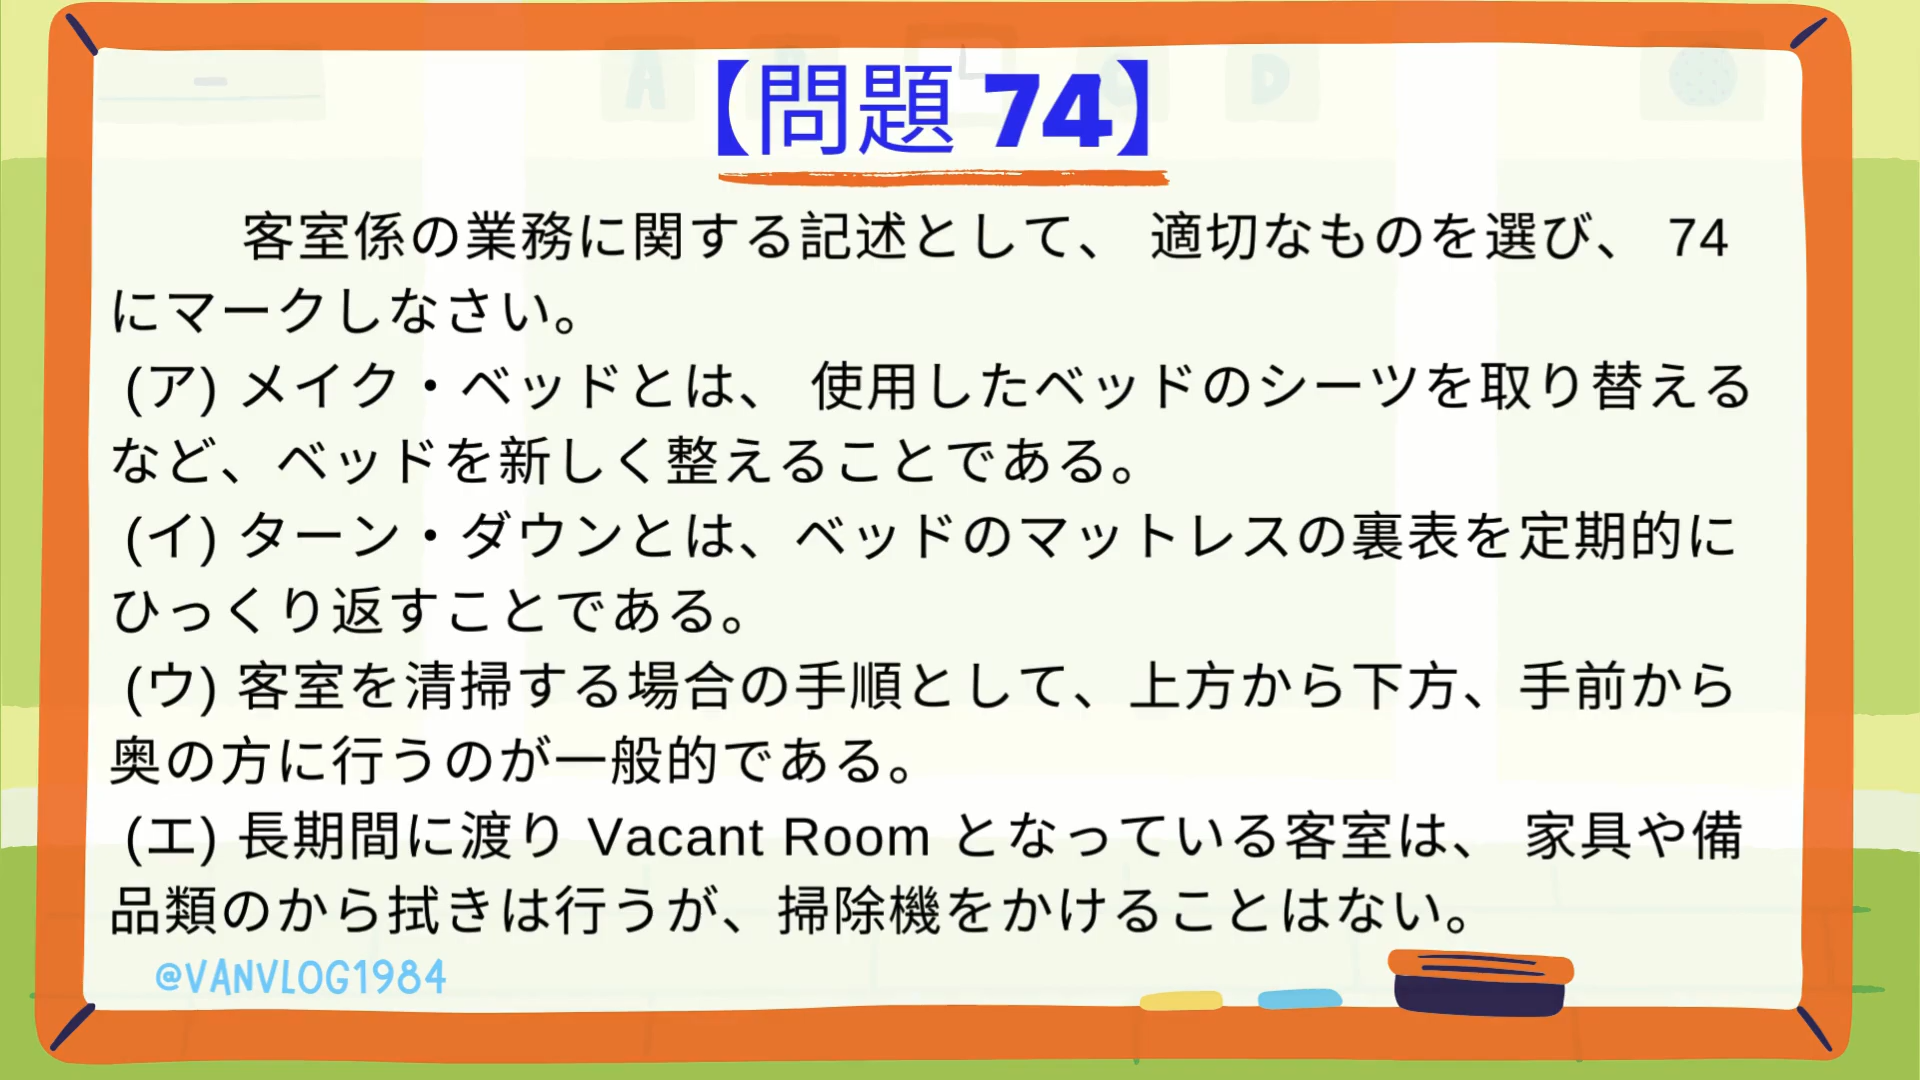 【問題 74】
客室係の業務に関する記述として、 適切なものを選び、 74
にマークしなさい。
(ア) メイク・ベッドとは、 使用したベッドのシーツを取り替える
など、ベッドを新しく整えることである。
(イ) ターン・ダウンとは、ベッドのマットレスの裏表を定期的に
ひっくり返すことである。
(ウ) 客室を清掃する場合の手順として、上方から下方、手前から
奥の方に行うのが一般的である。
(エ) 長期間に渡り Vacant Room となっている客室は、 家具や備
品類のから拭きは行うが、掃除機をかけることはない。
@VANVLOG1984